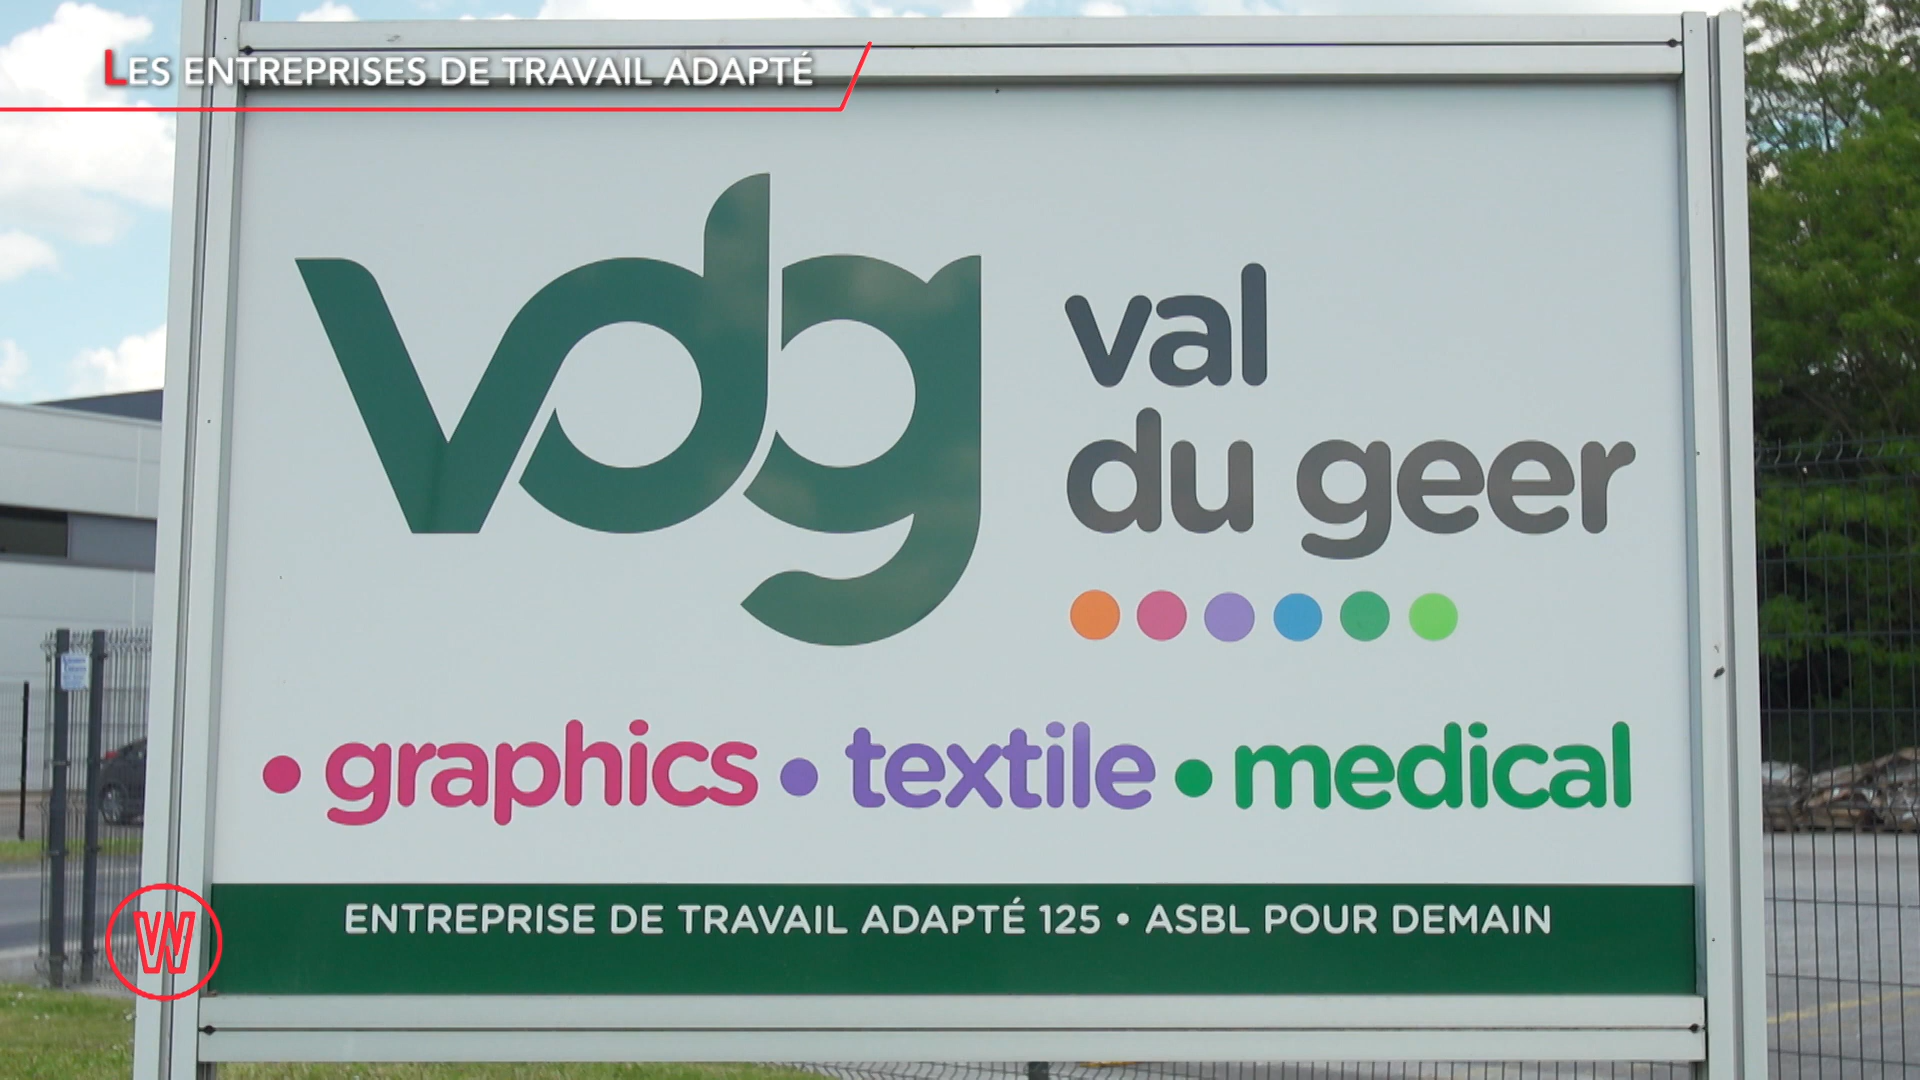 LES ENTREPRISES DE TRAVAIL ADAPTÉ
vdg
val
du geer
• graphics • textile • medical
ENTREPRISE DE TRAVAIL ADAPTÉ 125 • ASBL POUR DEMAIN
W